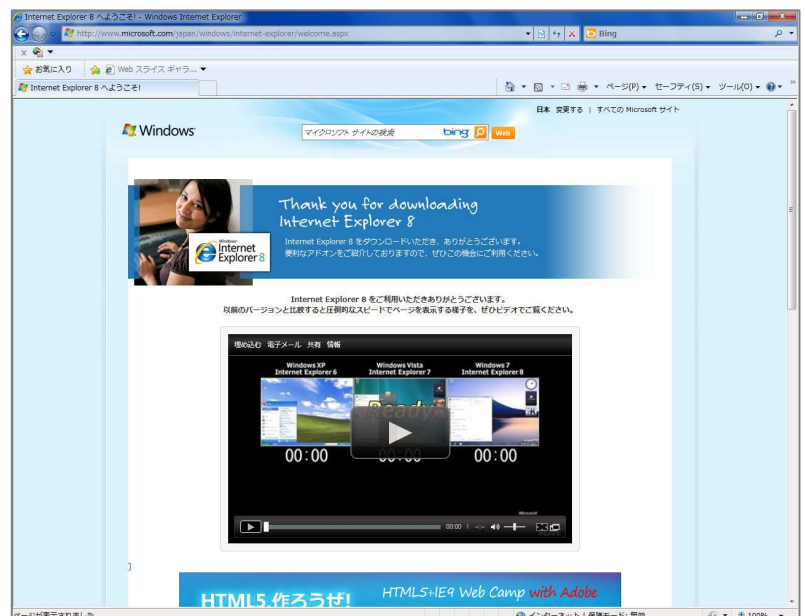 Internet Explorer 8 へようこそ! - Windows Internet Explorer
http://www.microsoft.com/japan/windows/internet-explorer/welcome.aspx
Bing
お気に入り
Web スライス ギャラ...
Internet Explorer 8 へようこそ!
ページ(P)
セーフティ(S)
ツール(O)
日本 変更する | すべての Microsoft サイト
Windows
マイクロソフト サイトの検索
bing
Web
Thank you for downloading
Internet Explorer 8
Internet Explorer 8 をダウンロードいただき、ありがとうございます。
便利なアドオンをご紹介しておりますので、ぜひこの機会にご利用ください。
Windows
Internet
Explorer 8
Internet Explorer 8 をご利用いただきありがとうございます。
以前のバージョンと比較すると圧倒的なスピードでページを表示する様子を、ぜひビデオでご覧ください。
埋め込む 電子メール 共有 情報
Windows XP
Internet Explorer 6
Windows Vista
Internet Explorer 7
Windows 7
Internet Explorer 8
Ready
00:00
00:00
00:00
Microsoft
00:00 | --:--
]
HTML5.作ろうぜ!
HTML5+IE9 Web Camp with Adobe
ページが表示されました
インターネット | 保護モード: 無効
100%